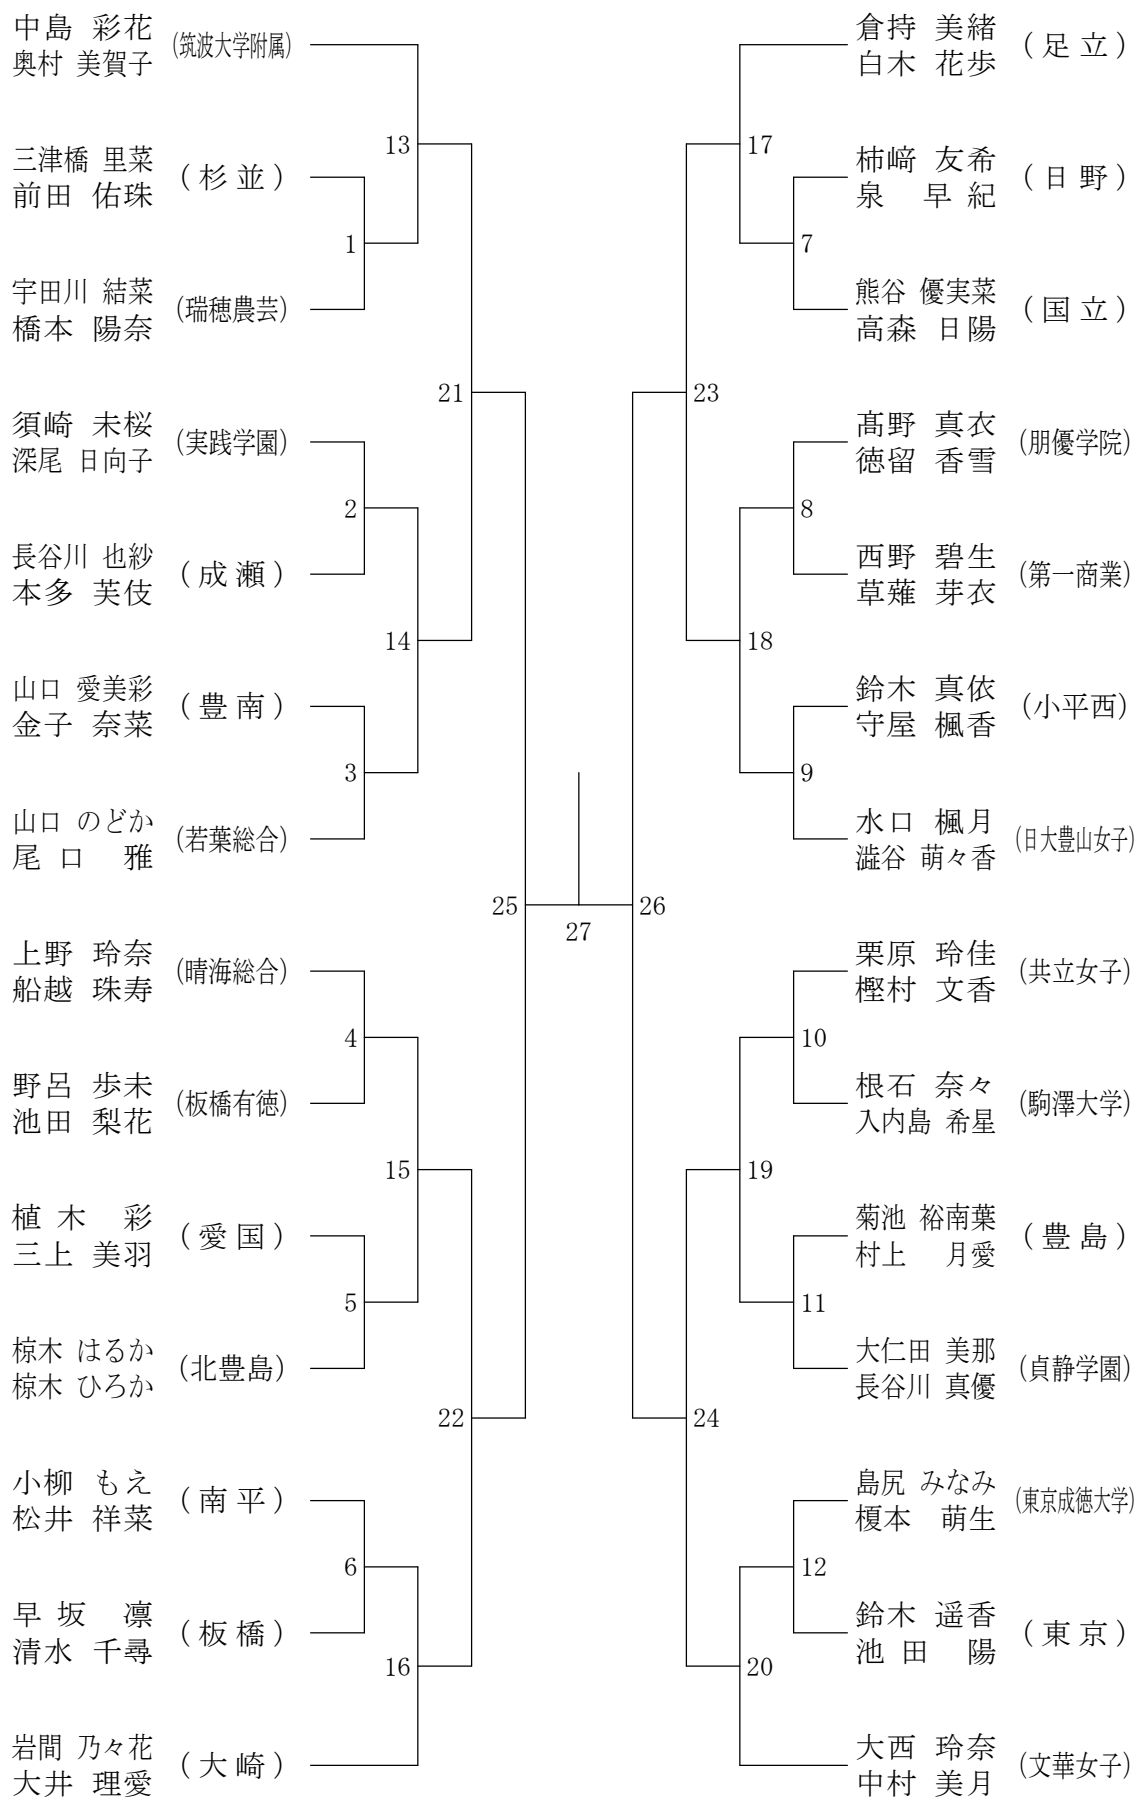 中島 彩花
奥村 美賀子
(筑波大学附属)
三津橋 里菜
前田 佑珠
(杉並)
宇田川 結菜
橋本 陽奈
(瑞穂農芸)
須崎 未桜
深尾 日向子
(実践学園)
長谷川 也紗
本多 芙伎
(成瀬)
山口 愛美彩
金子 奈菜
(豊南)
山口 のどか
尾口 雅
(若葉総合)
上野 玲奈
船越 珠寿
(晴海総合)
野呂 歩未
池田 梨花
(板橋有徳)
植木 彩
三上 美羽
(愛国)
椋木 はるか
椋木 ひろか
(北豊島)
小柳 もえ
松井 祥菜
(南平)
早坂 凛
清水 千尋
(板橋)
岩間 乃々花
大井 理愛
(大崎)
13
1
21
2
14
3
25
4
15
5
22
6
16
27
17
7
23
8
18
9
26
10
19
11
24
12
20
倉持 美緒
白木 花歩
(足立)
柿﨑 友希
泉 早紀
(日野)
熊谷 優実菜
高森 日陽
(国立)
髙野 真衣
徳留 香雪
(朋優学院)
西野 碧生
草薙 芽衣
(第一商業)
鈴木 真依
守屋 楓香
(小平西)
水口 楓月
澁谷 萌々香
(日大豊山女子)
栗原 玲佳
樫村 文香
(共立女子)
根石 奈々
入内島 希星
(駒澤大学)
菊池 裕南葉
村上 月愛
(豊島)
大仁田 美那
長谷川 真優
(貞静学園)
島尻 みなみ
榎本 萌生
(東京成徳大学)
鈴木 遥香
池田 陽
(東京)
大西 玲奈
中村 美月
(文華女子)